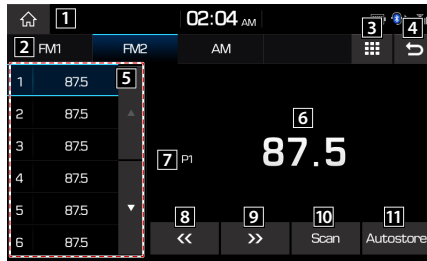 1 02:04 AM 3 4
2 FM1 FM2 AM
1 87.5 5
2 87.5
3 87.5
4 87.5
5 87.5
6 87.5
6
7 P1 87.5
8 9 10 11
<< >> Scan Autostore